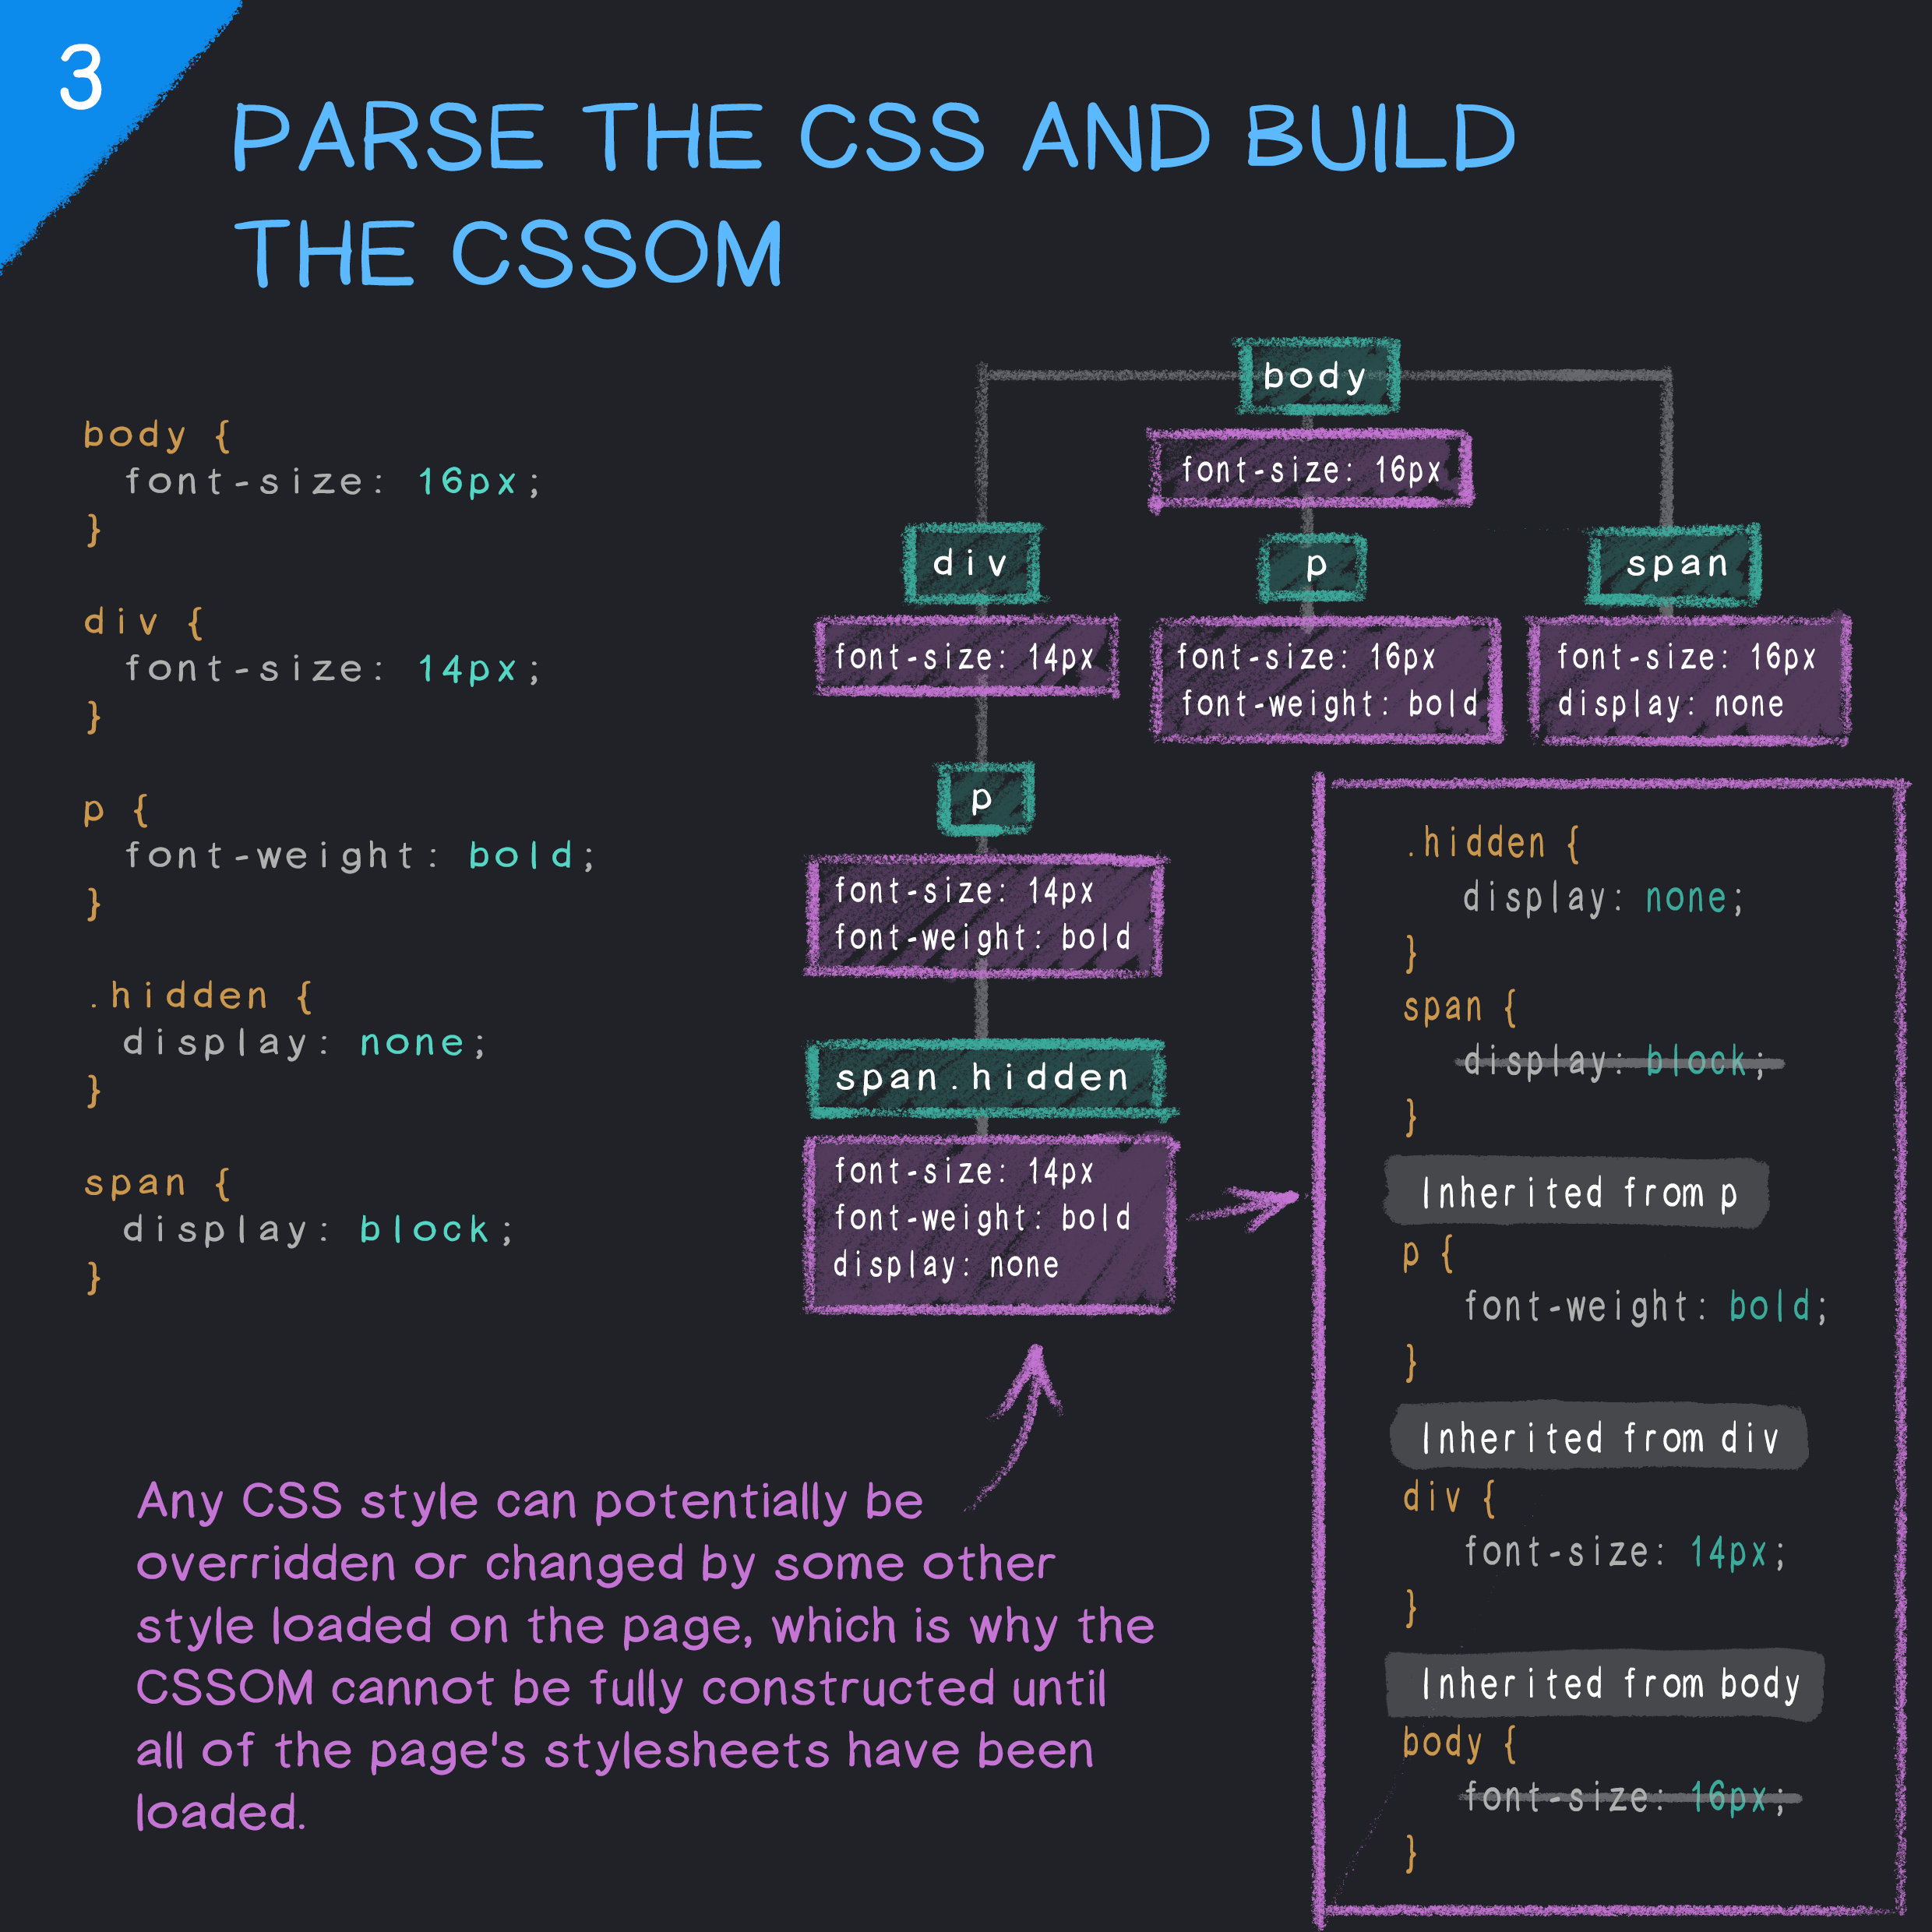 3
PARSE THE CSS AND BUILD
THE CSSOM
body {
font-size: 16px;
}
div {
font-size: 14px;
}
p {
font-weight: bold;
}
.hidden {
display: none;
}
span {
display: block;
}
body
font-size: 16px
div
font-size: 14px
p
font-size: 16px
font-weight: bold
span
font-size: 16px
display: none
p
font-size: 14px
font-weight: bold
span.hidden
font-size: 14px
font-weight: bold
display: none
.hidden {
display: none;
}
span {
display: block;
}
Inherited from p
p {
font-weight: bold;
}
Inherited from div
div {
font-size: 14px;
}
Inherited from body
body {
font-size: 16px;
}
Any CSS style can potentially be
overridden or changed by some other
style loaded on the page, which is why the
CSSOM cannot be fully constructed until
all of the page's stylesheets have been
loaded.